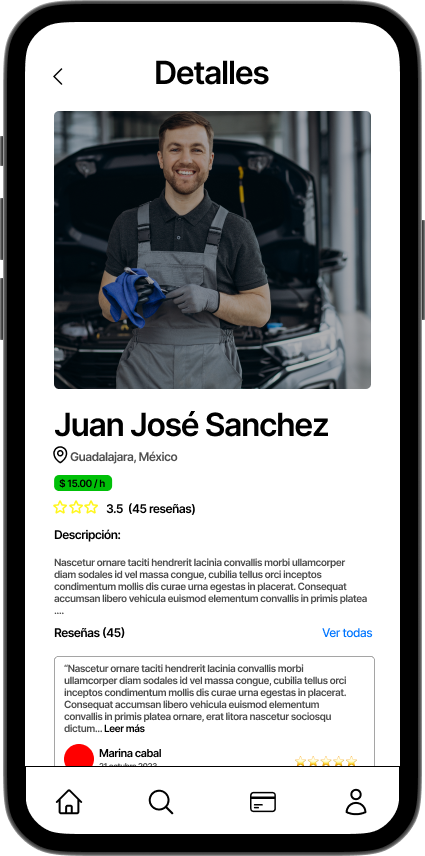 Detalles
Juan José Sanchez
Guadalajara, México
$ 15.00 / h
3.5 (45 reseñas)
Descripción:
Nascetur ornare taciti hendrerit lacinia convallis morbi ullamcorper
diam sodales id vel massa congue, cubilia tellus orci inceptos
condimentum mollis dis curae urna egestas in placerat. Consequat
accumsan libero vehicula euismod elementum convallis in primis platea
....
Reseñas (45)
Ver todas
“Nascetur ornare taciti hendrerit lacinia convallis morbi
ullamcorper diam sodales id vel massa congue, cubilia tellus orci
inceptos condimentum mollis dis curae urna egestas in placerat.
Consequat accumsan libero vehicula euismod elementum
convallis in primis platea ornare, erat litora nascetur sociosqu
dictum... Leer más
Marina cabal
21 octubre 2023